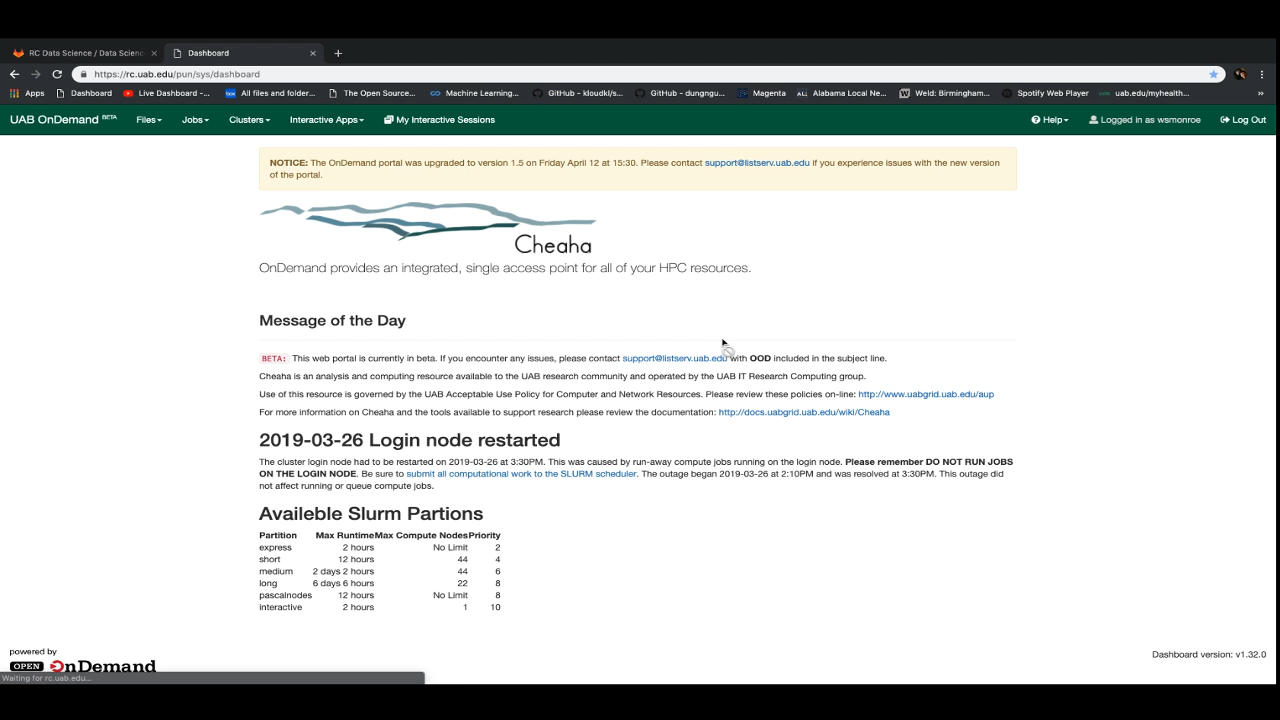 RC Data Science / Data Scienc
Dashboard
https://rc.uab.edu/pun/sys/dashboard
Apps
Dashboard
Live Dashboard -...
All files and folder...
The Open Source...
Machine Learning...
GitHub - kloudkl/s...
GitHub - dungngu...
Magenta
Alabama Local Ne...
Weld: Birmingham...
Spotify Web Player
uab.edu/myhealth...
»
UAB OnDemand BETA
Files
Jobs
Clusters
Interactive Apps
My Interactive Sessions
Help
Logged in as wsmonroe
Log Out
NOTICE: The OnDemand portal was upgraded to version 1.5 on Friday April 12 at 15:30. Please contact support@listserv.uab.edu if you experience issues with the new version
of the portal.
Cheaha
OnDemand provides an integrated, single access point for all of your HPC resources.
Message of the Day
BETA: This web portal is currently in beta. If you encounter any issues, please contact support@listserv.uab.edu with OOD included in the subject line.
Cheaha is an analysis and computing resource available to the UAB research community and operated by the UAB IT Research Computing group.
Use of this resource is governed by the UAB Acceptable Use Policy for Computer and Network Resources. Please review these policies on-line: http://www.uabgrid.uab.edu/aup
For more information on Cheaha and the tools available to support research please review the documentation: http://docs.uabgrid.uab.edu/wiki/Cheaha
2019-03-26 Login node restarted
The cluster login node had to be restarted on 2019-03-26 at 3:30PM. This was caused by run-away compute jobs running on the login node. Please remember DO NOT RUN JOBS
ON THE LOGIN NODE. Be sure to submit all computational work to the SLURM scheduler. The outage began 2019-03-26 at 2:10PM and was resolved at 3:30PM. This outage did
not affect running or queue compute jobs.
Availeble Slurm Partions
Partition Max Runtime Max Compute Nodes Priority
express 2 hours No Limit 2
short 12 hours 44 4
medium 2 days 2 hours 44 6
long 6 days 6 hours 22 8
pascalnodes 12 hours No Limit 8
interactive 2 hours 1 10
powered by
OPEN OnDemand
Dashboard version: v1.32.0
Waiting for rc.uab.edu...